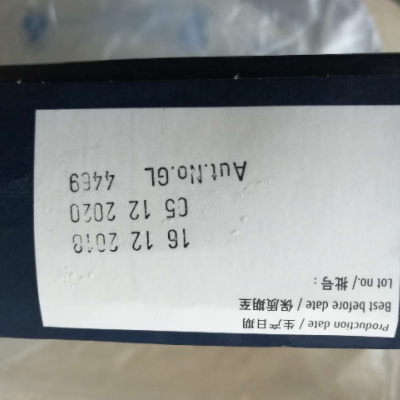 Production date / 生产日期
Best before date / 保质期至
Lot no./ 批号 :
16 12 2018
05 12 2020
Aut.No.GL 4469